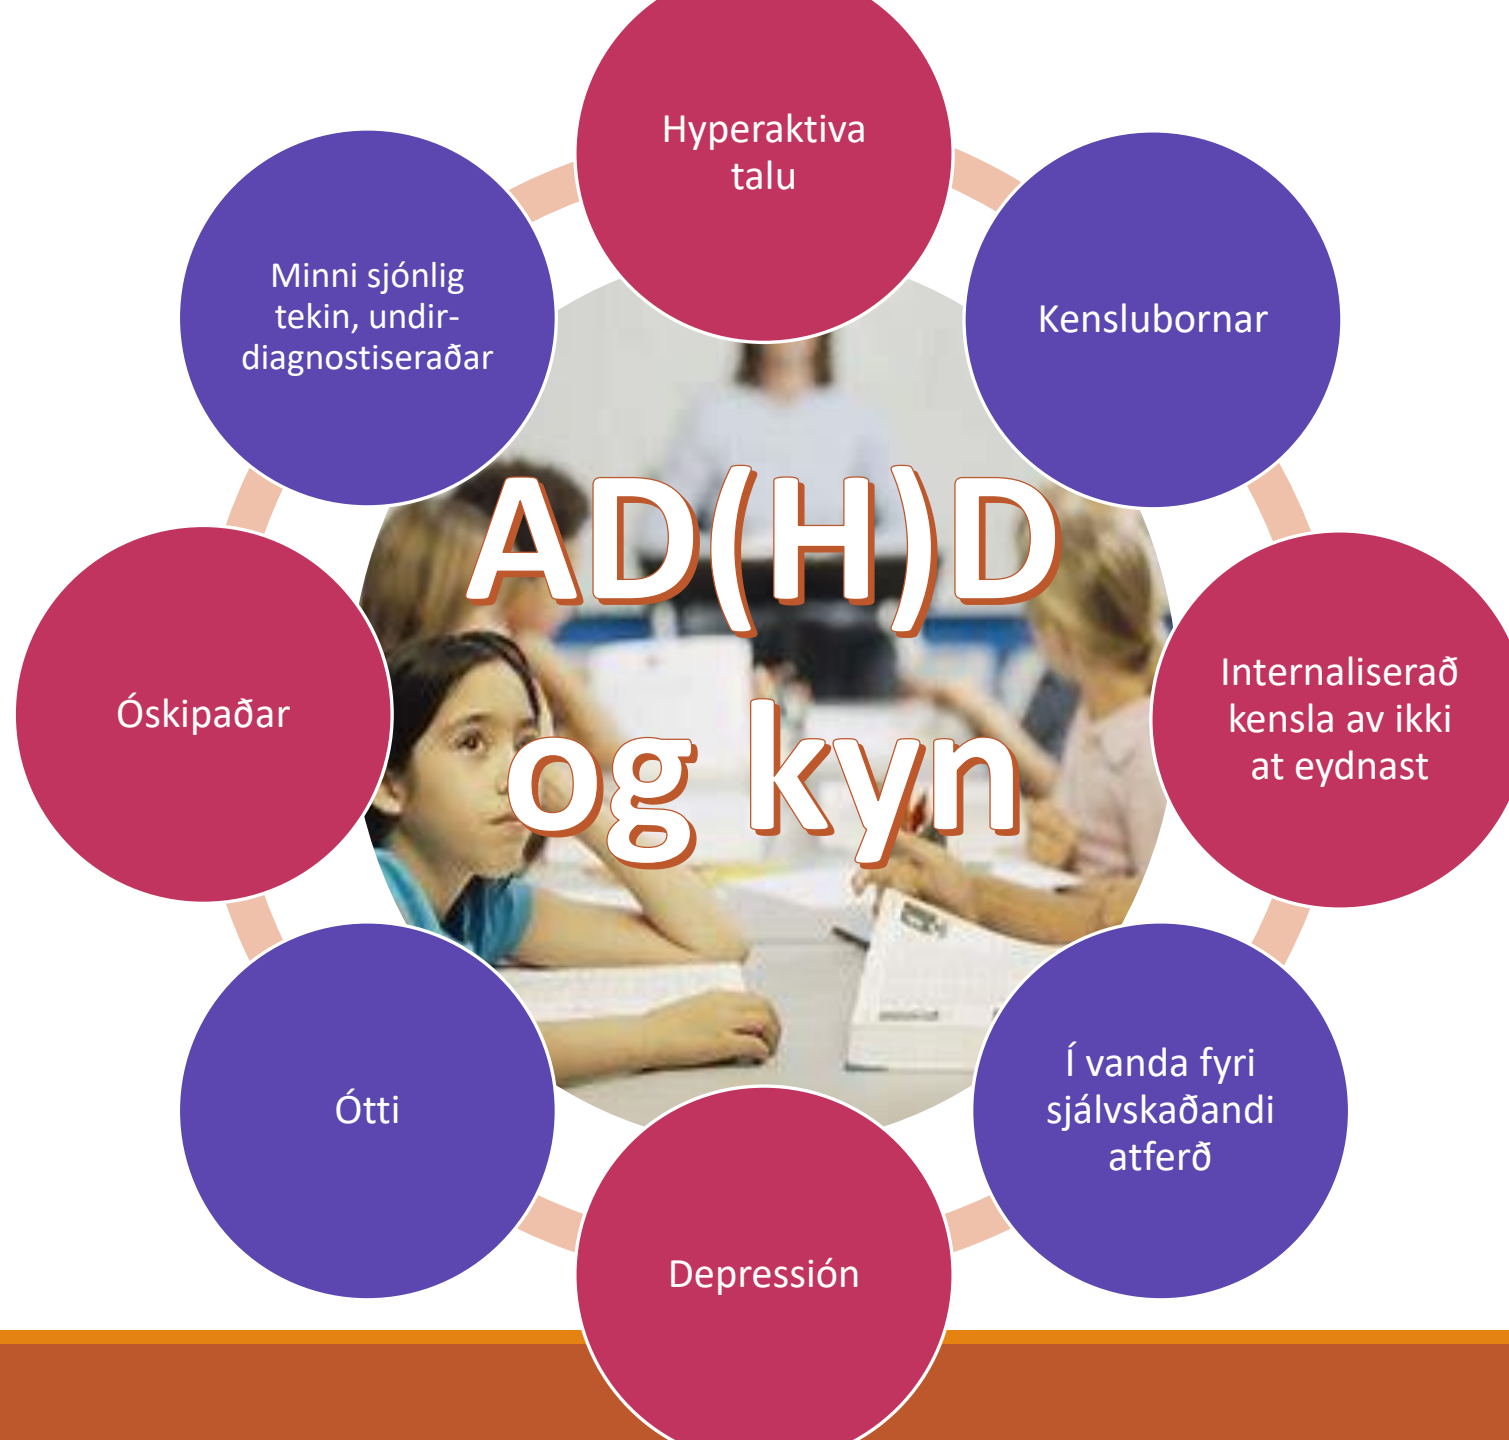 Hyperaktiva
talu
Kenslubornar
Internaliserað
kensla av ikki
at eydnast
Í vanda fyri
sjálvskaðandi
atferð
Depressión
Ótti
Óskipaðar
Minni sjónlig
tekin, undir-
diagnostiseraðar
AD(H)D
og kyn